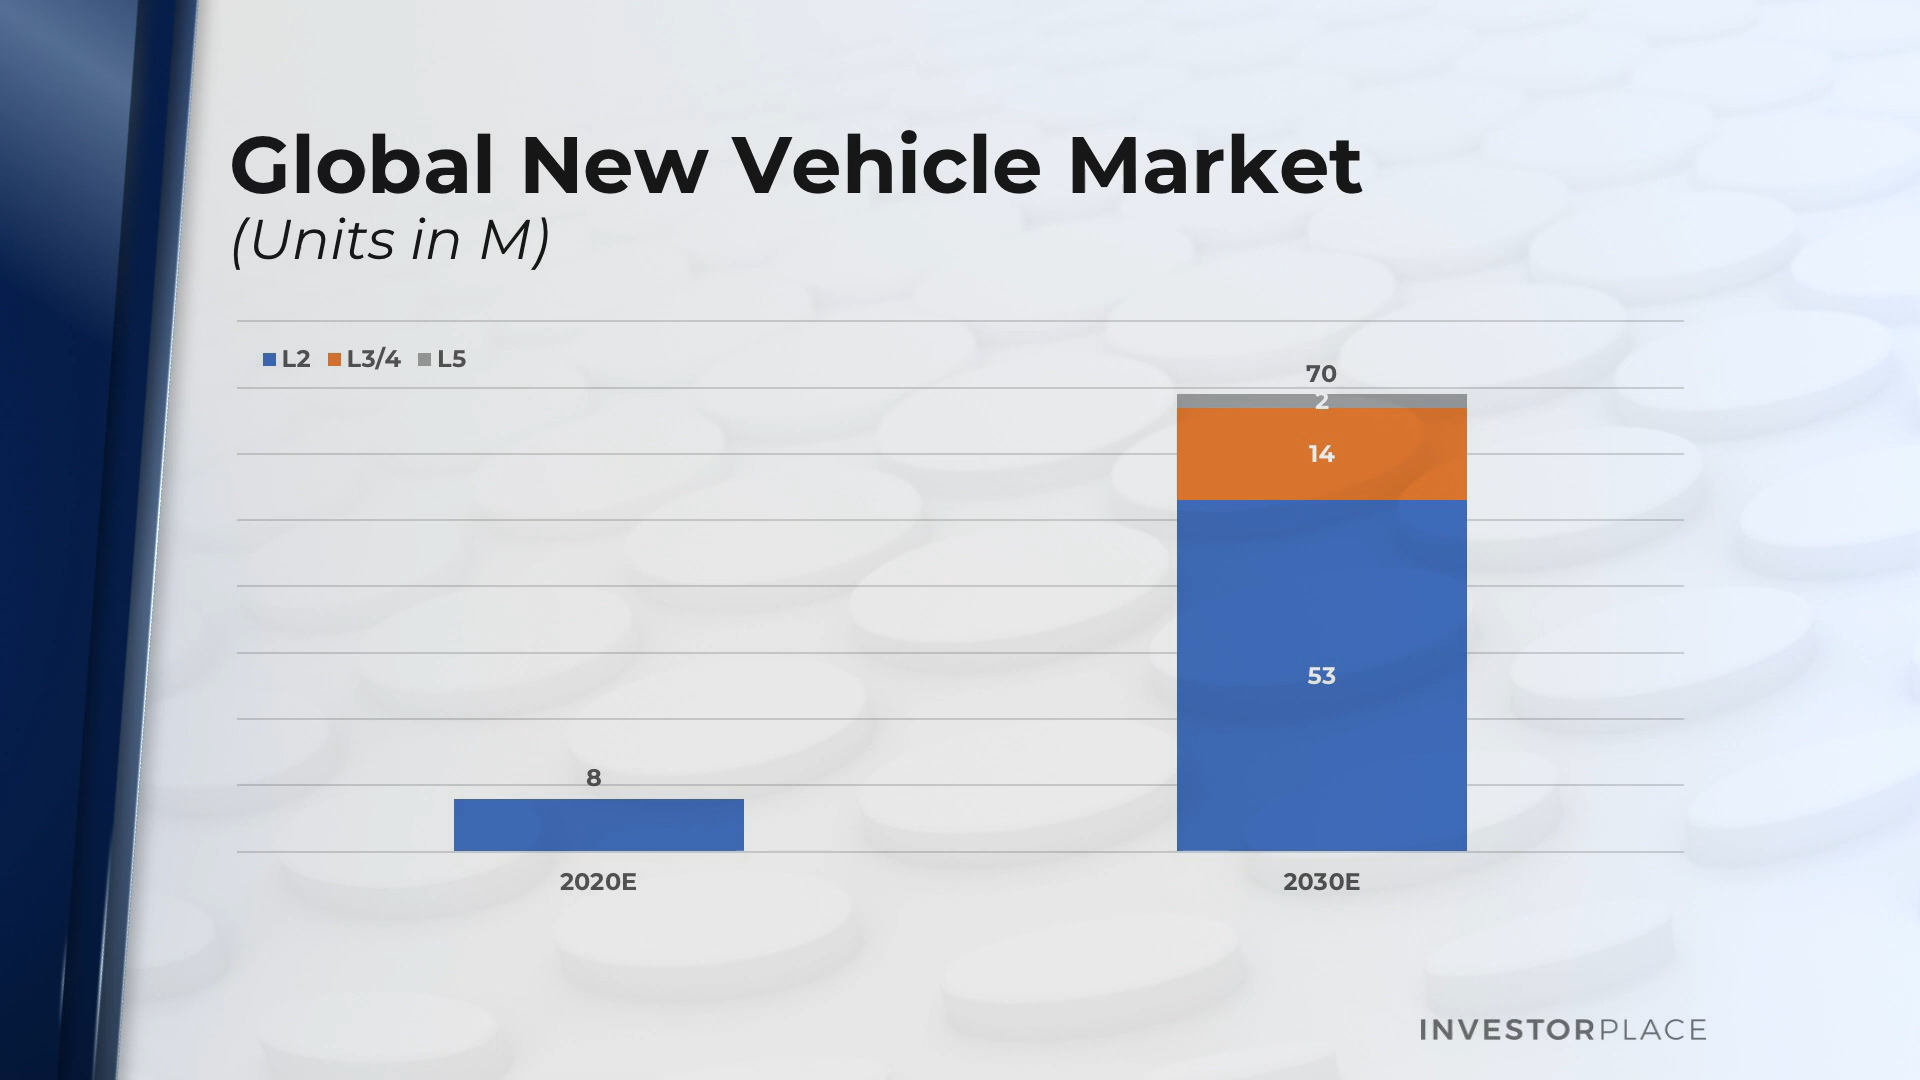 Global New Vehicle Market
(Units in M)
L2 L3/4 L5
70
2
14
53
8
2020E 2030E
INVESTORPLACE